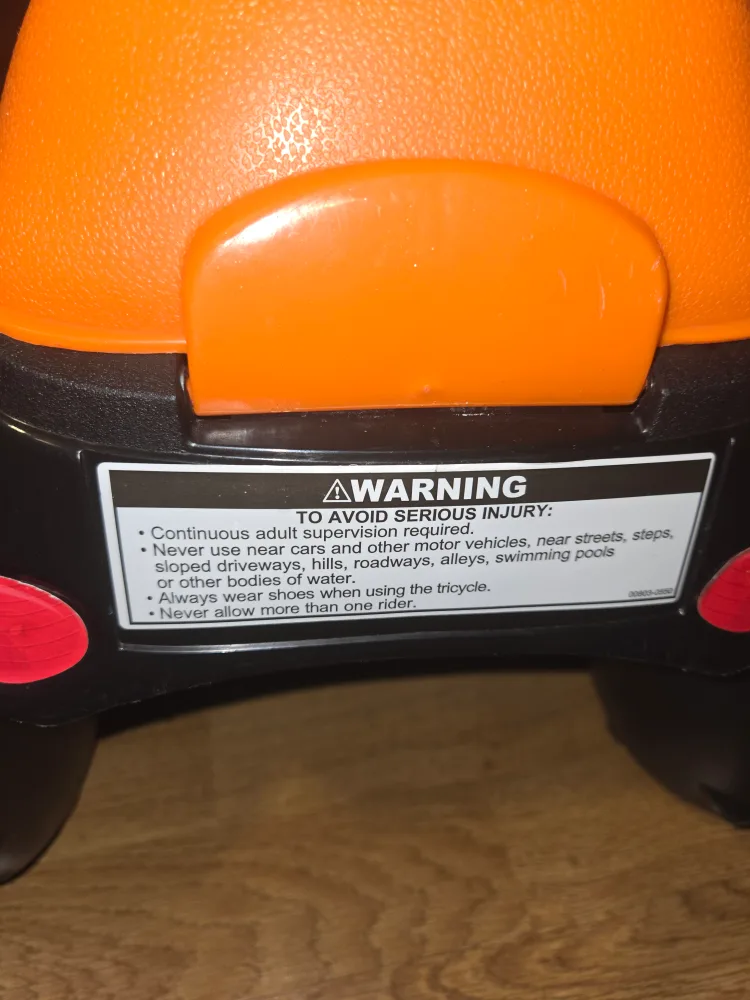 ⚠WARNING
TO AVOID SERIOUS INJURY:
• Continuous adult supervision required.
• Never use near cars and other motor vehicles, near streets, steps,
sloped driveways, hills, roadways, alleys, swimming pools
or other bodies of water.
• Always wear shoes when using the tricycle.
• Never allow more than one rider.